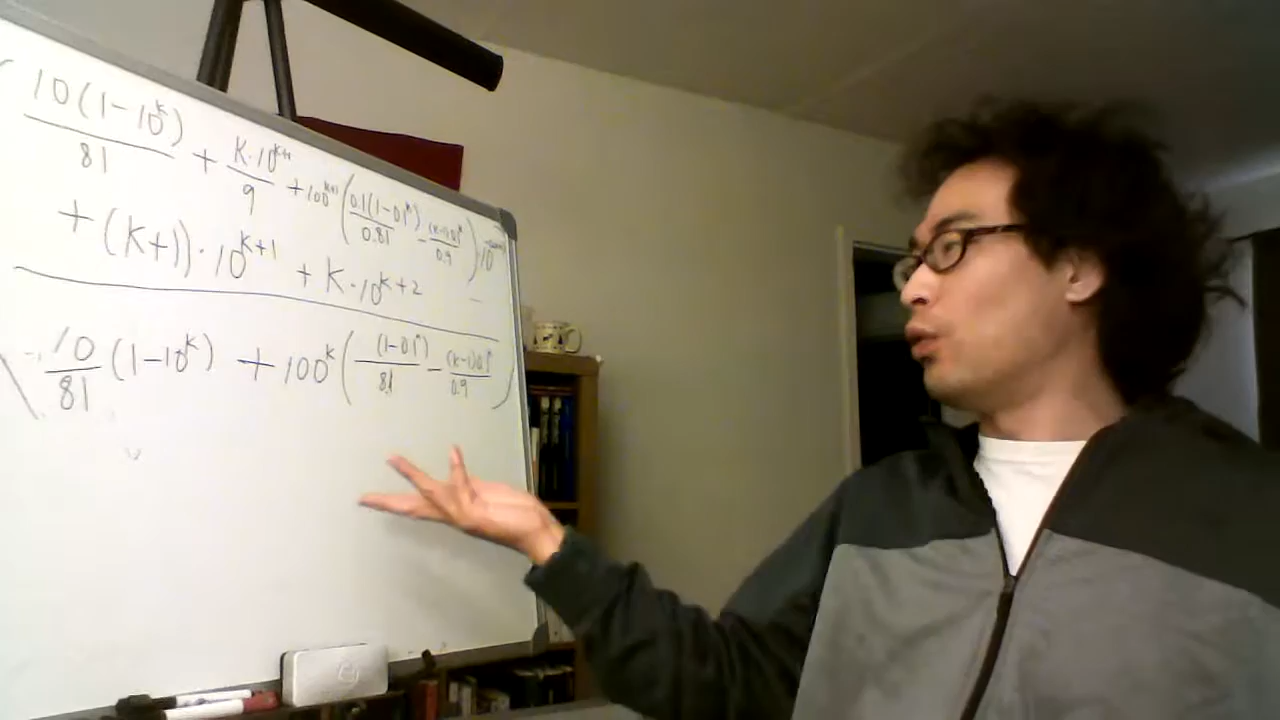 10(1-10^k)/81 + k·10^(k+1)/9 + 100^(k+1) (0.1(1-0.1^k)/0.81 - (k-1)0.1^k/0.9) 10
+ (k+1))·10^(k+1) + k·10^(k+2)
10/81 (1-10^k) + 100^k ((1-0.1^k)/8.1 - (k-1)0.1^k/0.9)